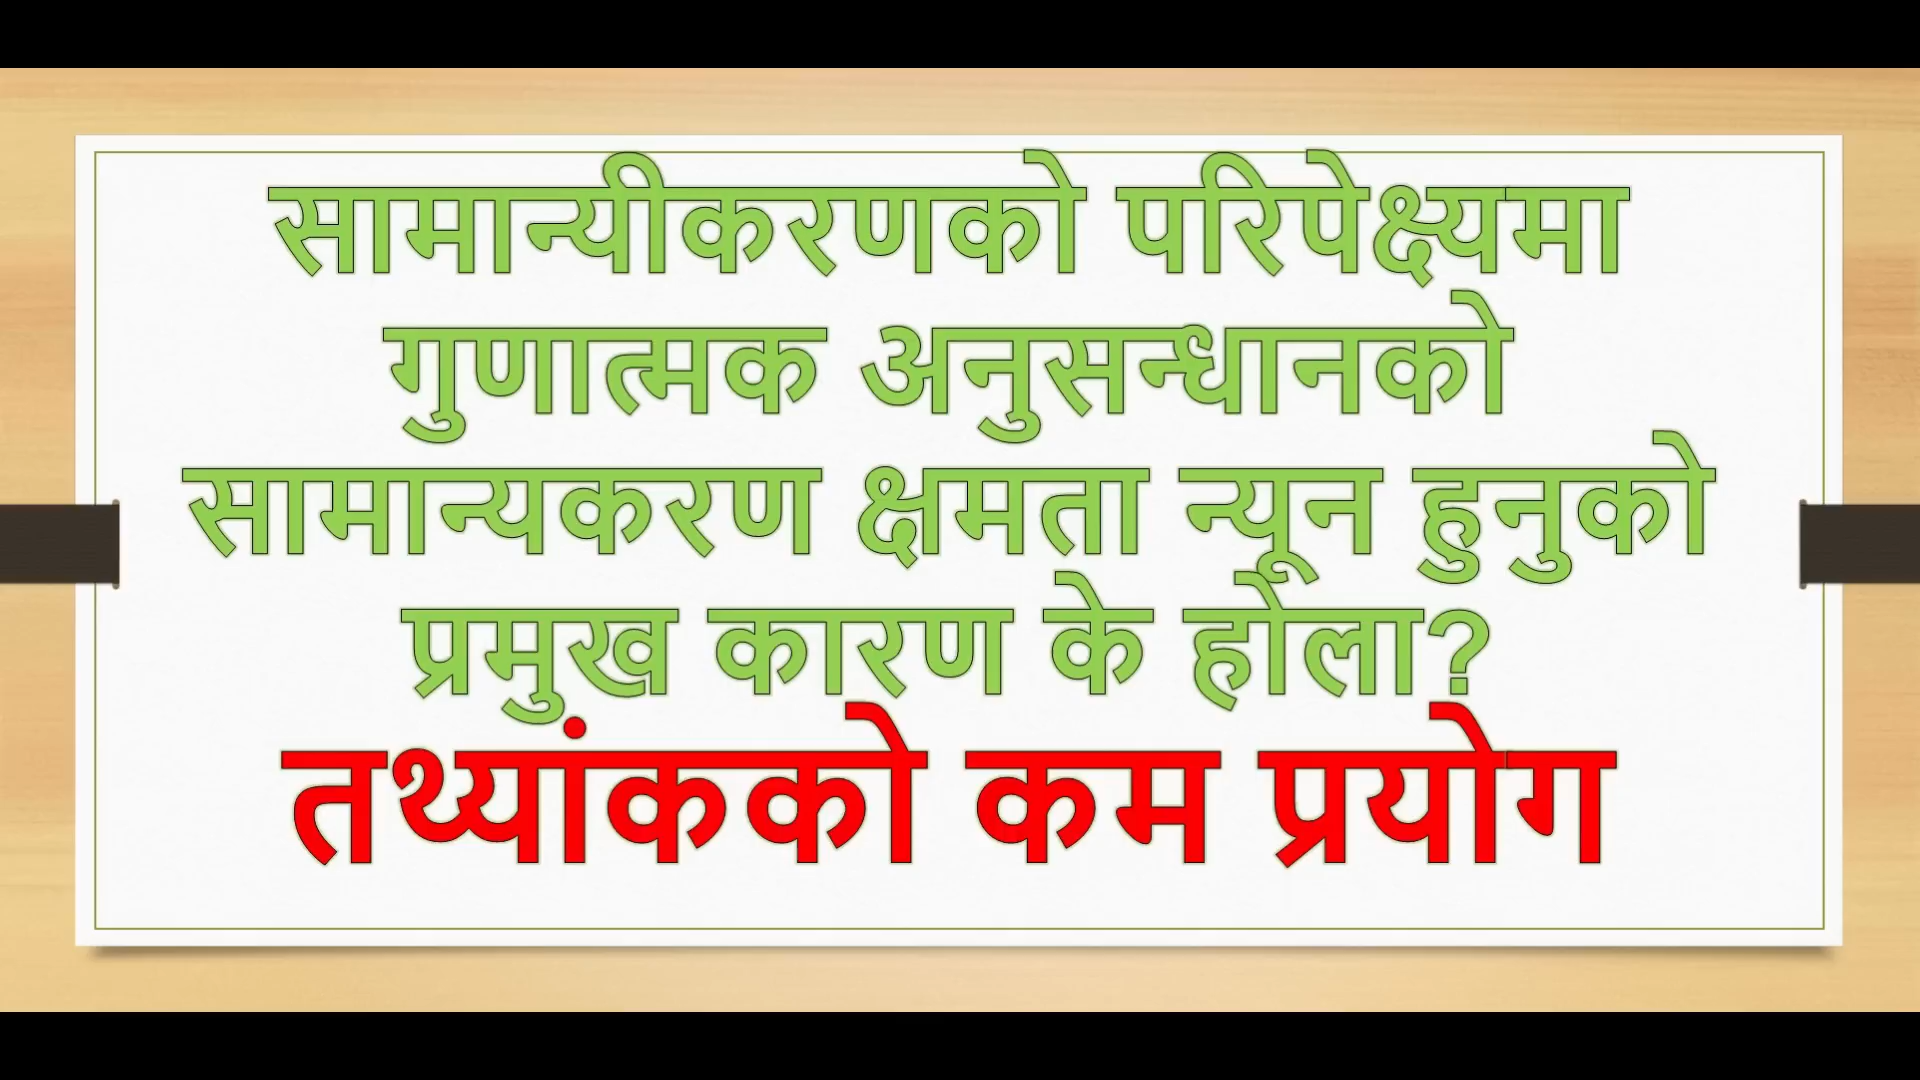 सामान्यीकरणको परिपेक्ष्यमा
गुणात्मक अनुसन्धानको
सामान्यकरण क्षमता न्यून हुनुको
प्रमुख कारण के होला?
तथ्यांकको कम प्रयोग